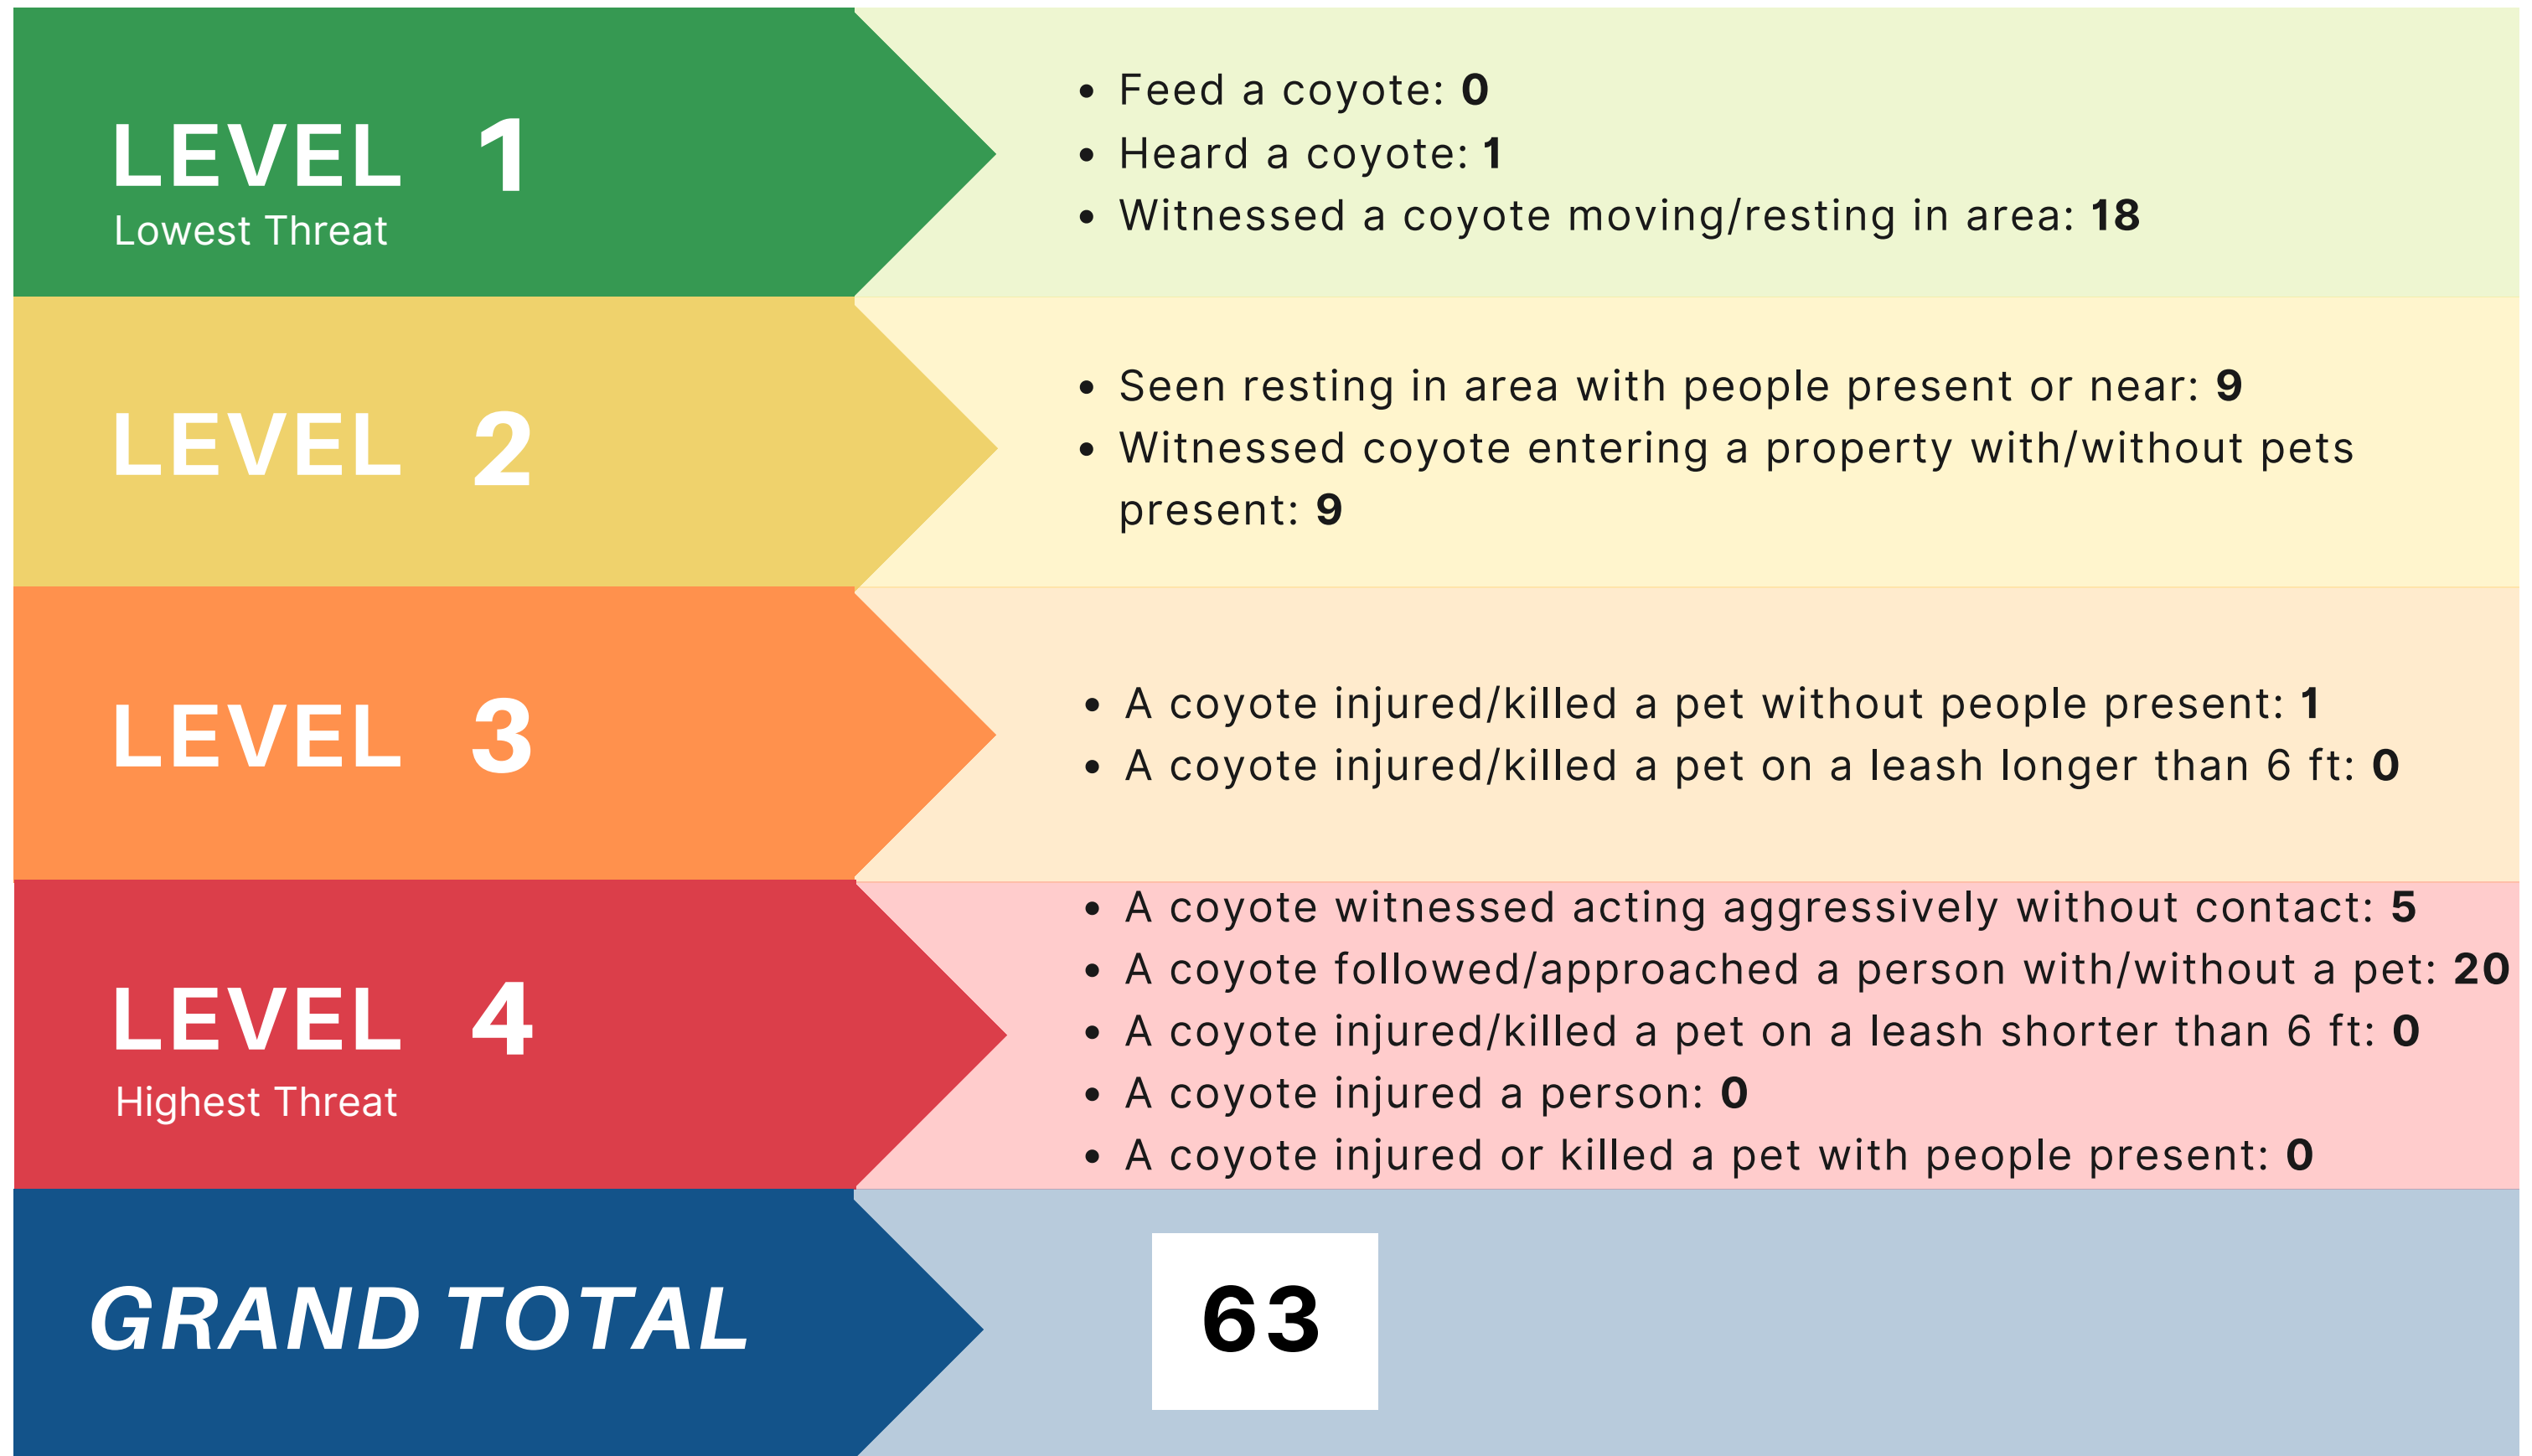 LEVEL 1
Lowest Threat
• Feed a coyote: 0
• Heard a coyote: 1
• Witnessed a coyote moving/resting in area: 18
LEVEL 2
• Seen resting in area with people present or near: 9
• Witnessed coyote entering a property with/without pets
present: 9
LEVEL 3
• A coyote injured/killed a pet without people present: 1
• A coyote injured/killed a pet on a leash longer than 6 ft: 0
LEVEL 4
Highest Threat
• A coyote witnessed acting aggressively without contact: 5
• A coyote followed/approached a person with/without a pet: 20
• A coyote injured/killed a pet on a leash shorter than 6 ft: 0
• A coyote injured a person: 0
• A coyote injured or killed a pet with people present: 0
GRAND TOTAL
63